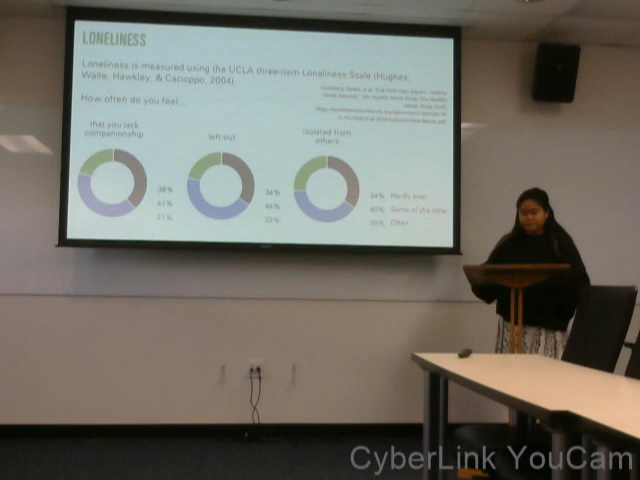 LONELINESS
Loneliness is measured using the UCLA three-item Loneliness Scale (Hughes,
Waite, Hawkley, & Cacioppo, 2004).
How often do you feel...
that you lack
companionship
left out
isolated from
others
38% 34% 34% Hardly ever
41% 44% 40% Some of the time
21% 22% Often
CyberLink YouCam